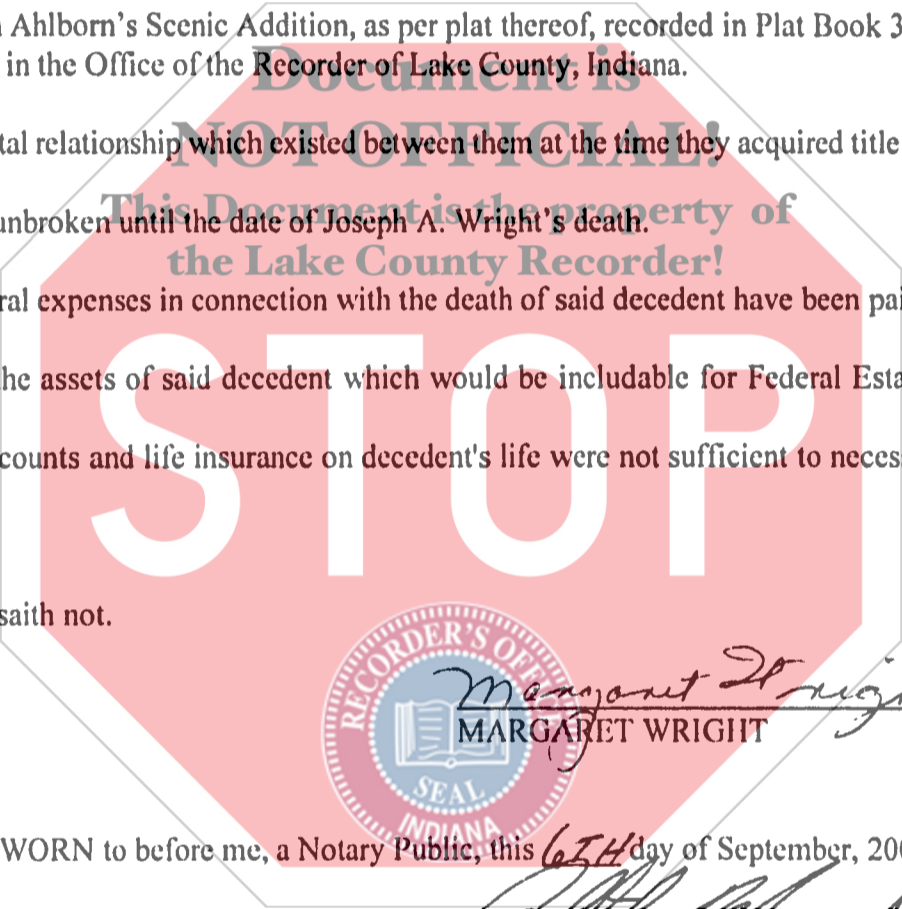 Ahlborn's Scenic Addition, as per plat thereof, recorded in Plat Book 3
in the Office of the Recorder of Lake County, Indiana.
Document is
NOT OFFICIAL!
This Document is the property of
the Lake County Recorder!
tal relationship which existed between them at the time they acquired title
unbroken until the date of Joseph A. Wright's death.
ral expenses in connection with the death of said decedent have been pai
he assets of said decedent which would be includable for Federal Esta
counts and life insurance on decedent's life were not sufficient to neces
STOP
saith not.
RECORDER'S OFFICE
SEAL
INDIANA
Margaret Wrig
MARGARET WRIGHT
WORN to before me, a Notary Public, this 6TH day of September, 200